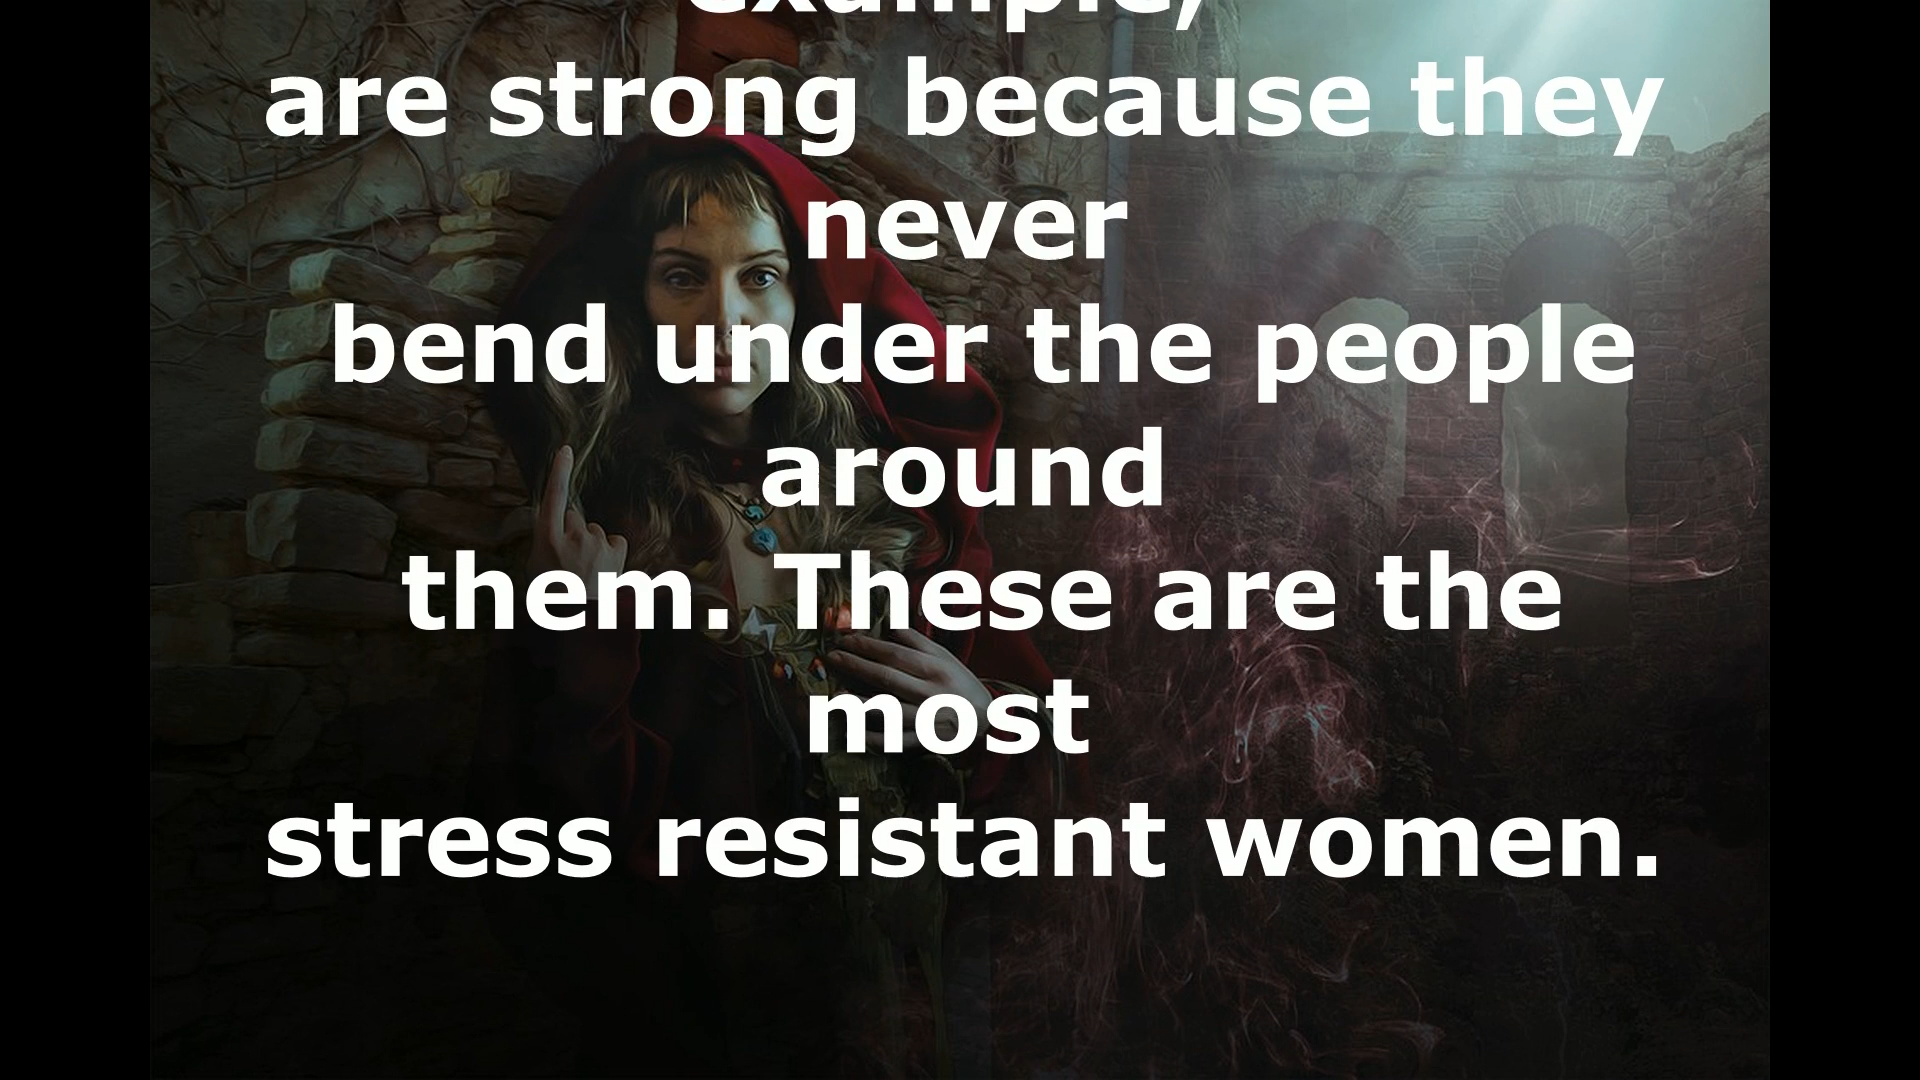 example,
are strong because they
never
bend under the people
around
them. These are the
most
stress resistant women.